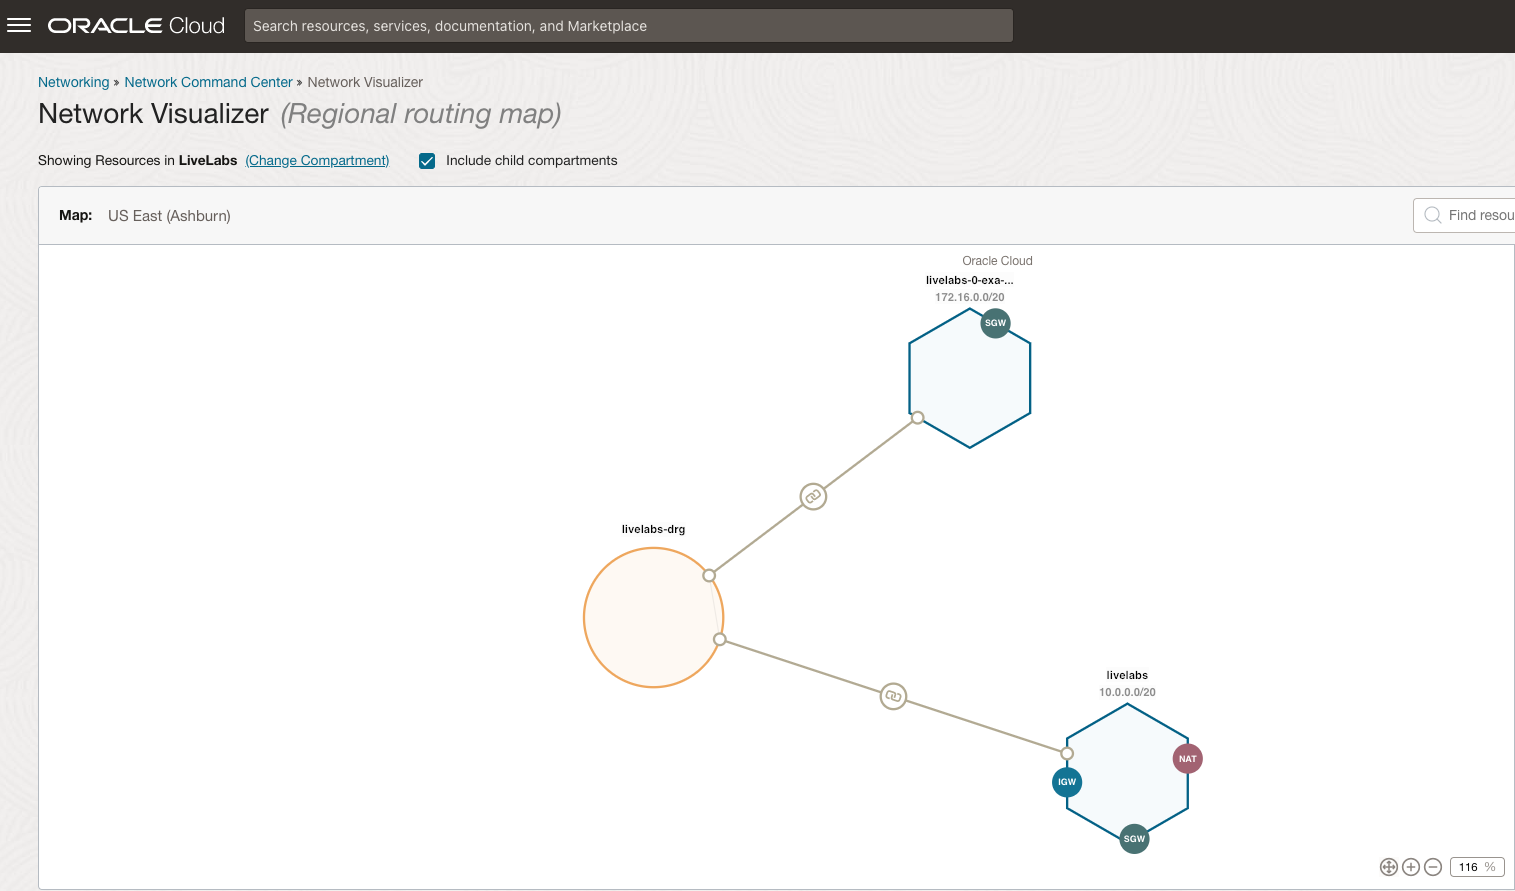 ORACLE Cloud
Search resources, services, documentation, and Marketplace
Networking » Network Command Center » Network Visualizer
Network Visualizer (Regional routing map)
Showing Resources in LiveLabs (Change Compartment) Include child compartments
Map: US East (Ashburn)
Find resou
Oracle Cloud
livelabs-0-exa-...
172.16.0.0/20
SGW
livelabs-drg
livelabs
10.0.0.0/20
NAT
IGW
SGW
116 %